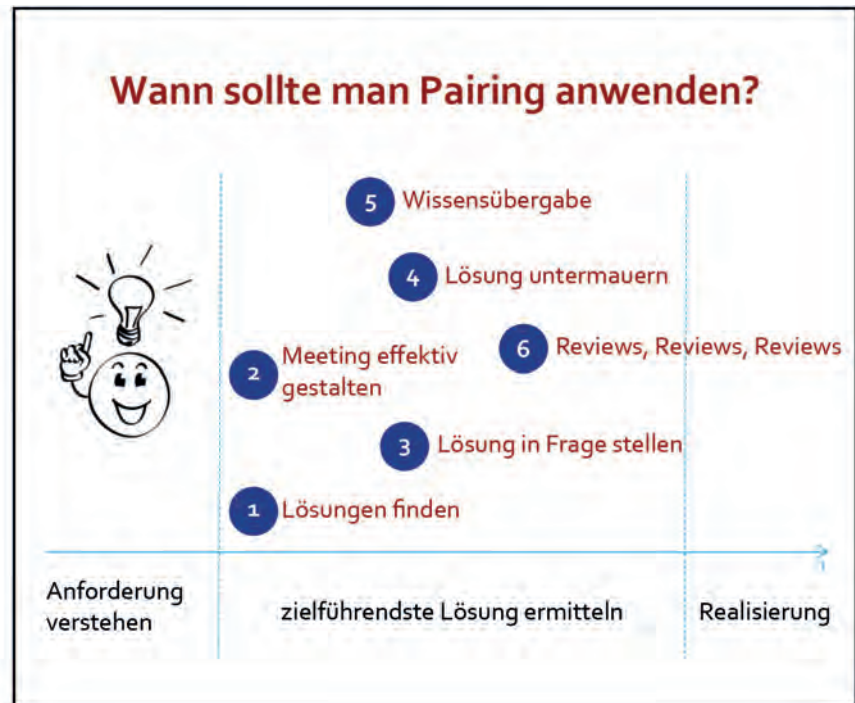 Wann sollte man Pairing anwenden?
5 Wissensübergabe
4 Lösung untermauern
6 Reviews, Reviews, Reviews
2 Meeting effektiv
gestalten
3 Lösung in Frage stellen
1 Lösungen finden
Anforderung
verstehen
zielführendste Lösung ermitteln
Realisierung